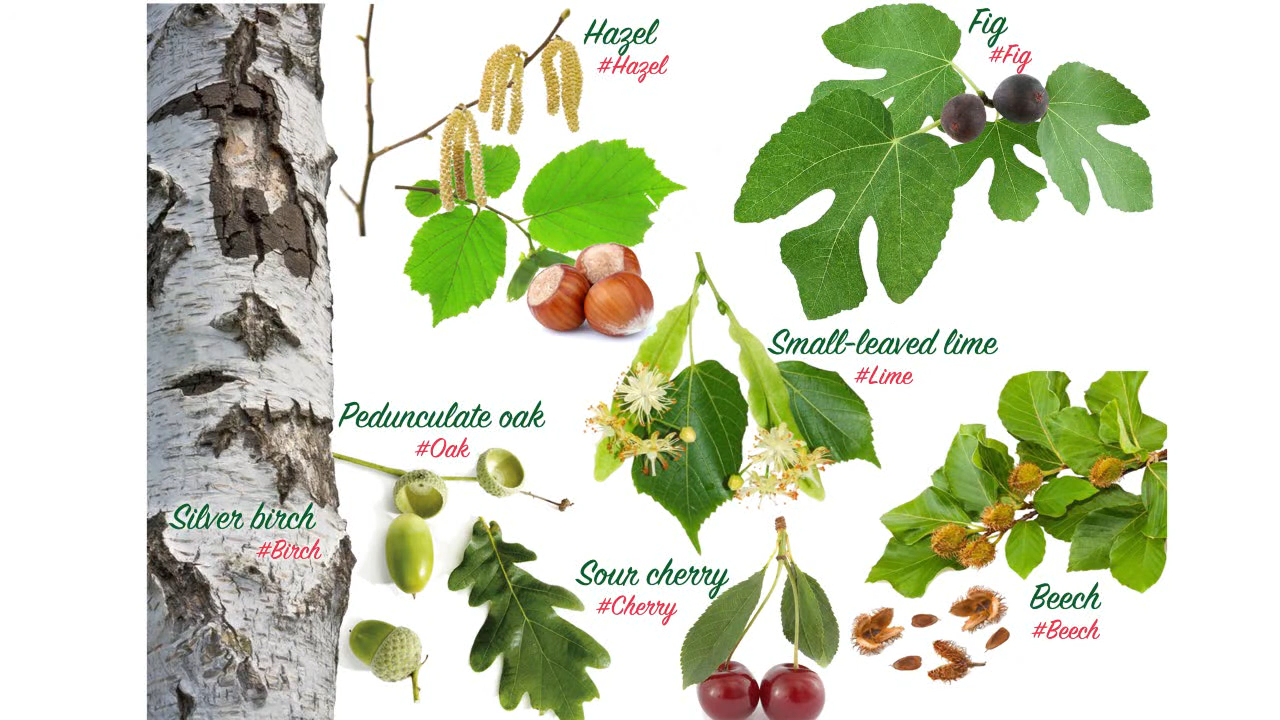 Hazel
#Hazel
Fig
#Fig
Small-leaved lime
#Lime
Pedunculate oak
#Oak
Silver birch
#Birch
Sour cherry
#Cherry
Beech
#Beech